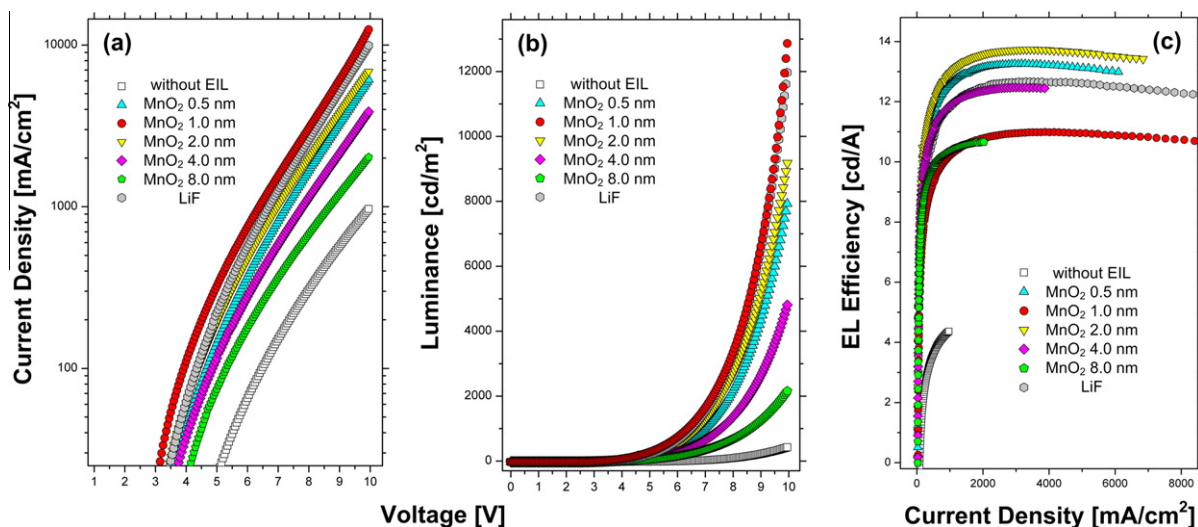 (a)
Current Density [mA/cm²]
10000
1000
100
without EIL
MnO₂ 0.5 nm
MnO₂ 1.0 nm
MnO₂ 2.0 nm
MnO₂ 4.0 nm
MnO₂ 8.0 nm
LiF
1 2 3 4 5 6 7 8 9 10
(b)
Luminance [cd/m²]
12000
10000
8000
6000
4000
2000
0
without EIL
MnO₂ 0.5 nm
MnO₂ 1.0 nm
MnO₂ 2.0 nm
MnO₂ 4.0 nm
MnO₂ 8.0 nm
LiF
0 1 2 3 4 5 6 7 8 9 10
Voltage [V]
(c)
EL Efficiency [cd/A]
14
12
10
8
6
4
2
0
without EIL
MnO₂ 0.5 nm
MnO₂ 1.0 nm
MnO₂ 2.0 nm
MnO₂ 4.0 nm
MnO₂ 8.0 nm
LiF
0 2000 4000 6000 8000
Current Density [mA/cm²]